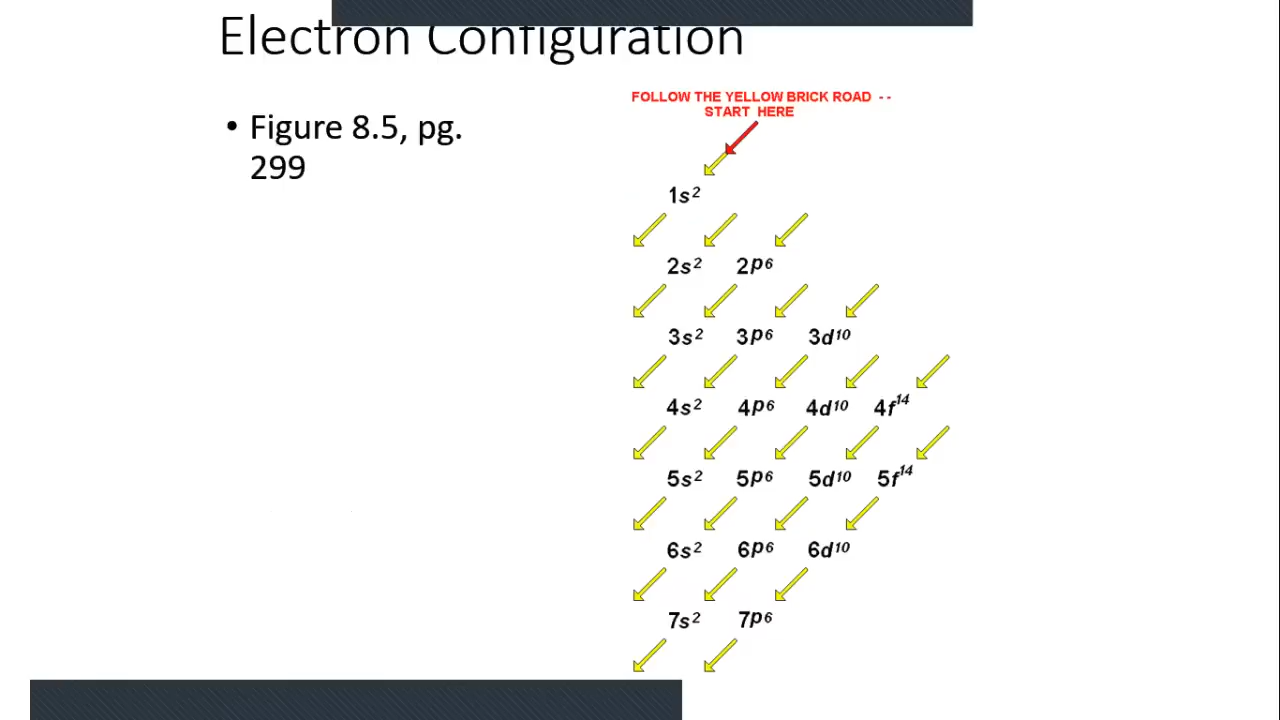 Electron Configuration
• Figure 8.5, pg.
299
FOLLOW THE YELLOW BRICK ROAD - -
START HERE
1s²
2s² 2p⁶
3s² 3p⁶ 3d¹⁰
4s² 4p⁶ 4d¹⁰ 4f¹⁴
5s² 5p⁶ 5d¹⁰ 5f¹⁴
6s² 6p⁶ 6d¹⁰
7s² 7p⁶